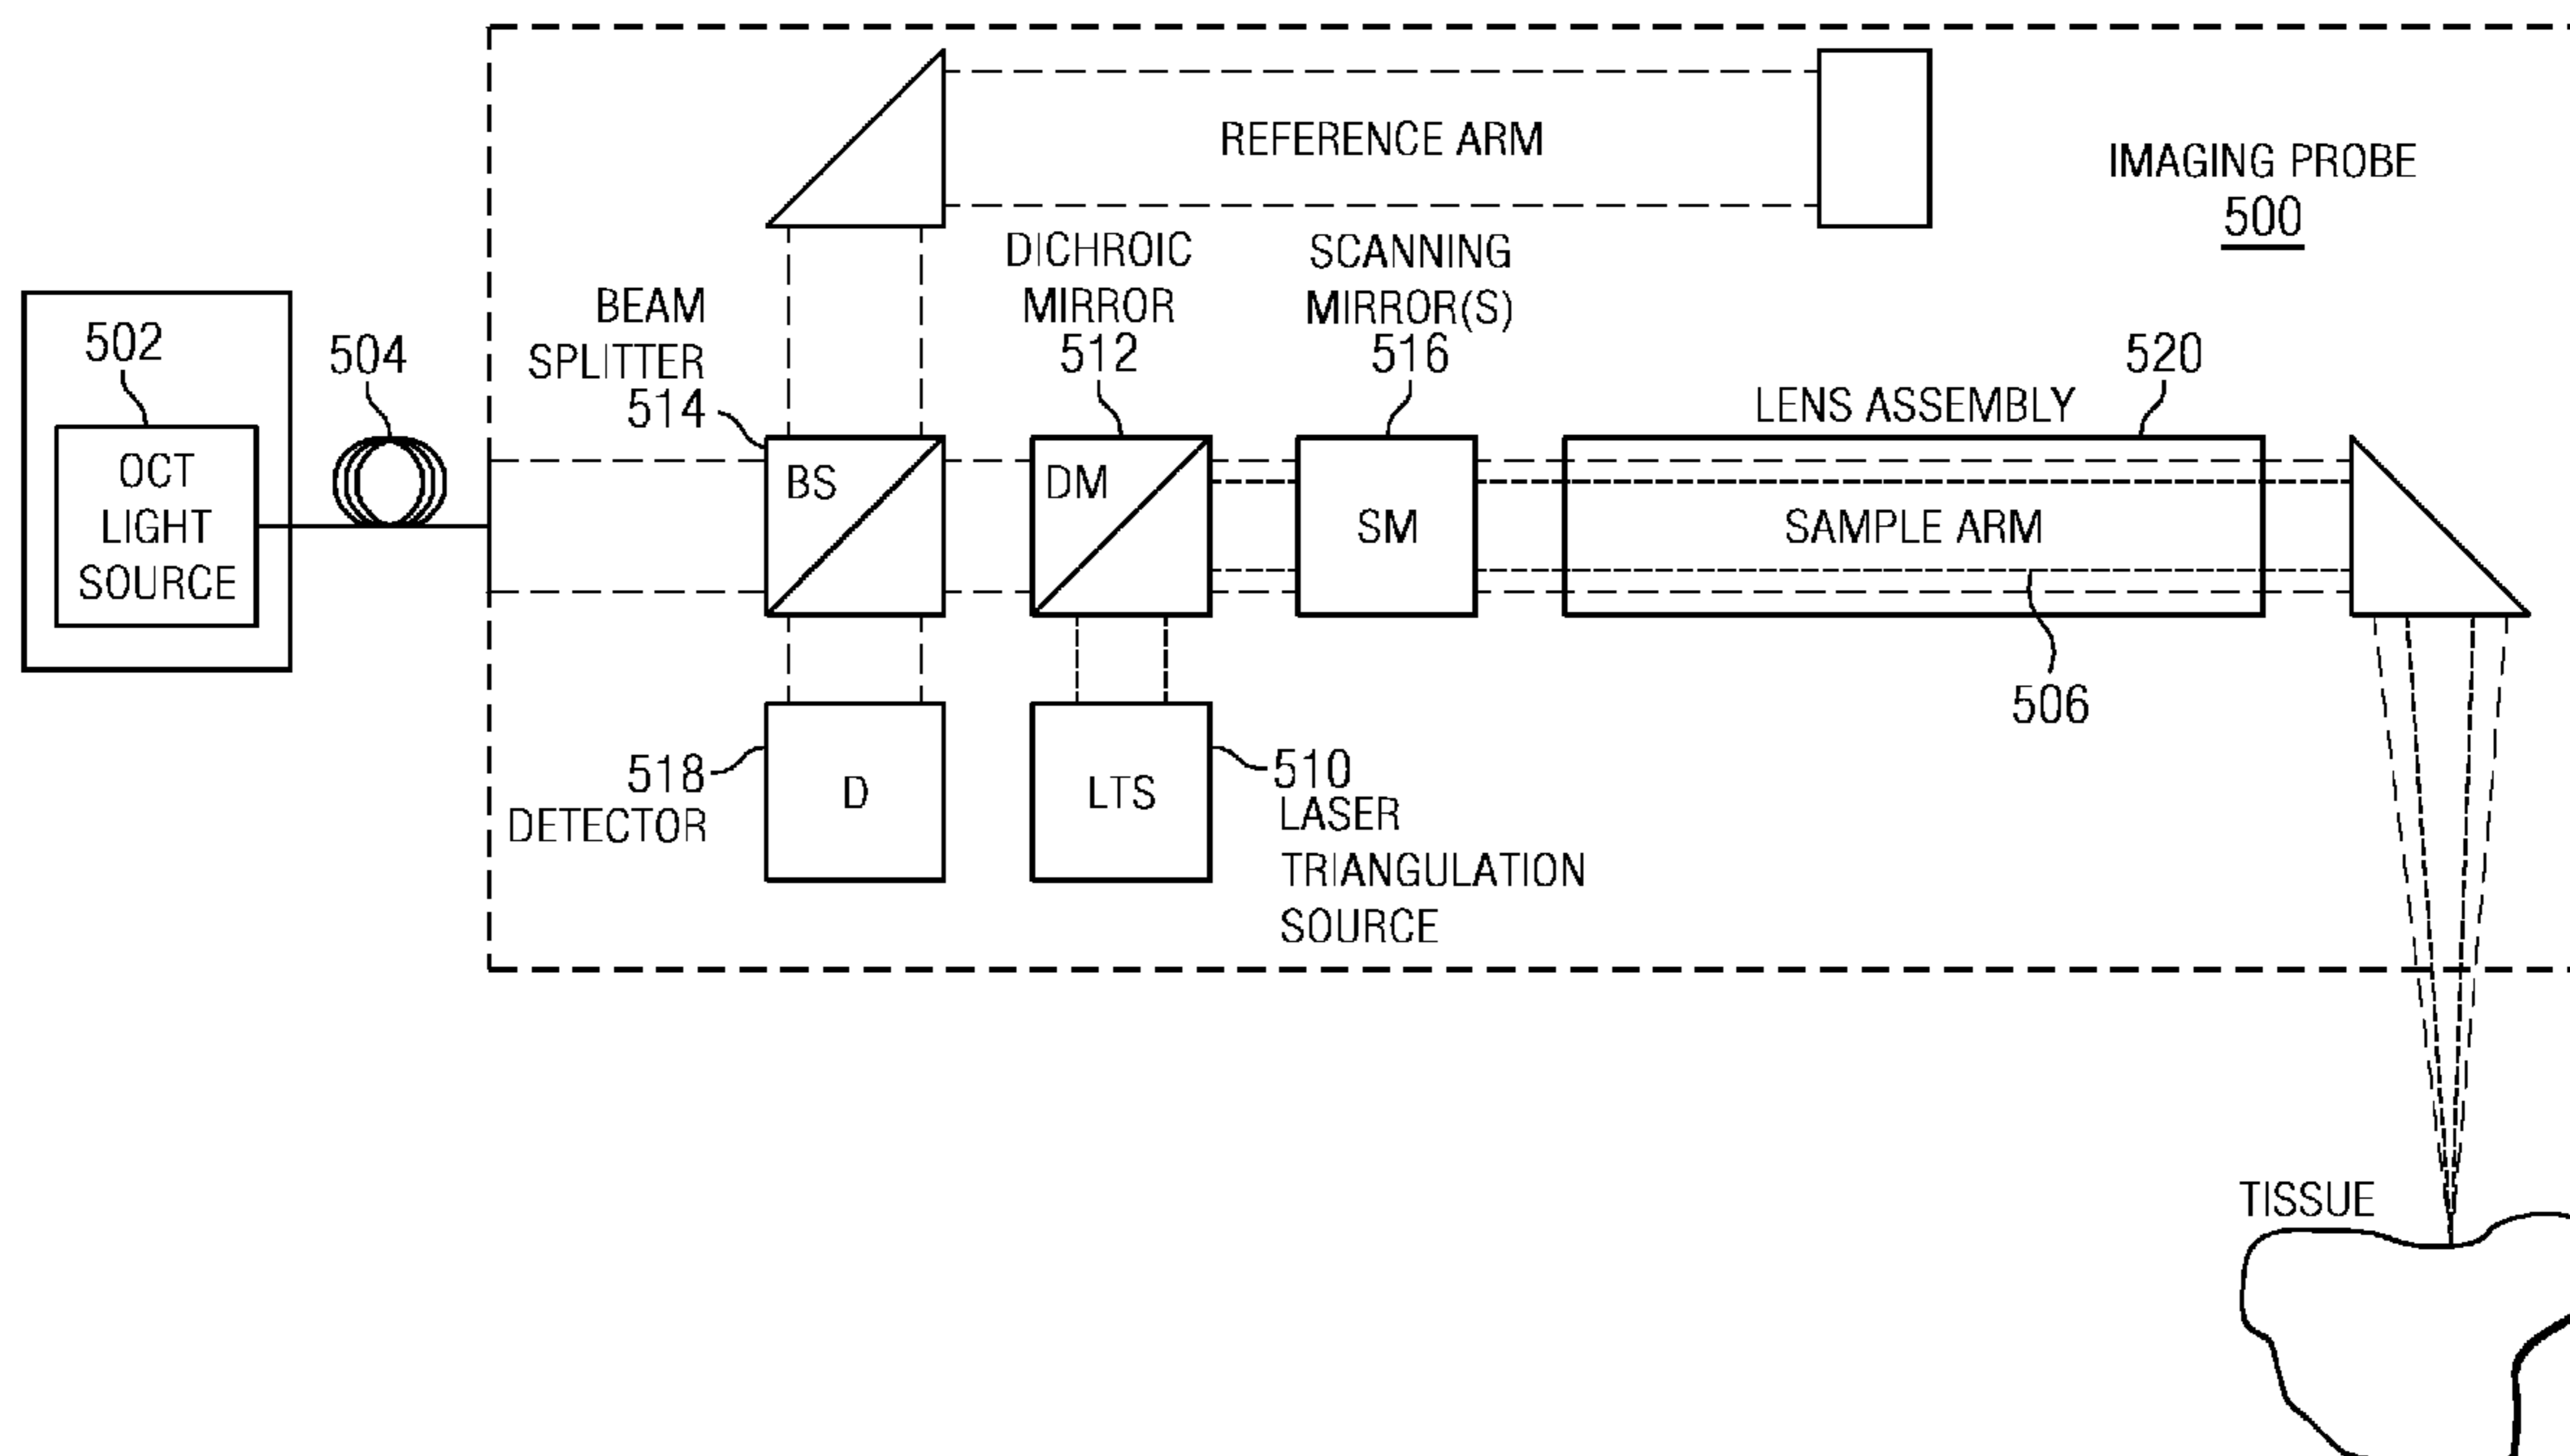 REFERENCE ARM
IMAGING PROBE
500
DICHROIC
MIRROR
512
SCANNING
MIRROR(S)
516
BEAM
SPLITTER
514
502
504
520
LENS ASSEMBLY
OCT
LIGHT
SOURCE
BS
DM
SM
SAMPLE ARM
506
518
DETECTOR
D
LTS
510
LASER
TRIANGULATION
SOURCE
TISSUE